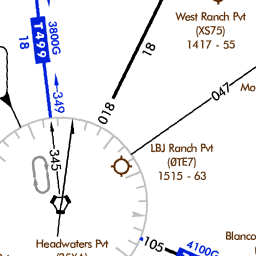 West Ranch Pvt
(XS75)
1417 - 55
3800G
T499
18
349
18
018
047
Mo
345
LBJ Ranch Pvt
(ØTE7)
1515 - 63
Headwaters Pvt
105
4100G
Blanco